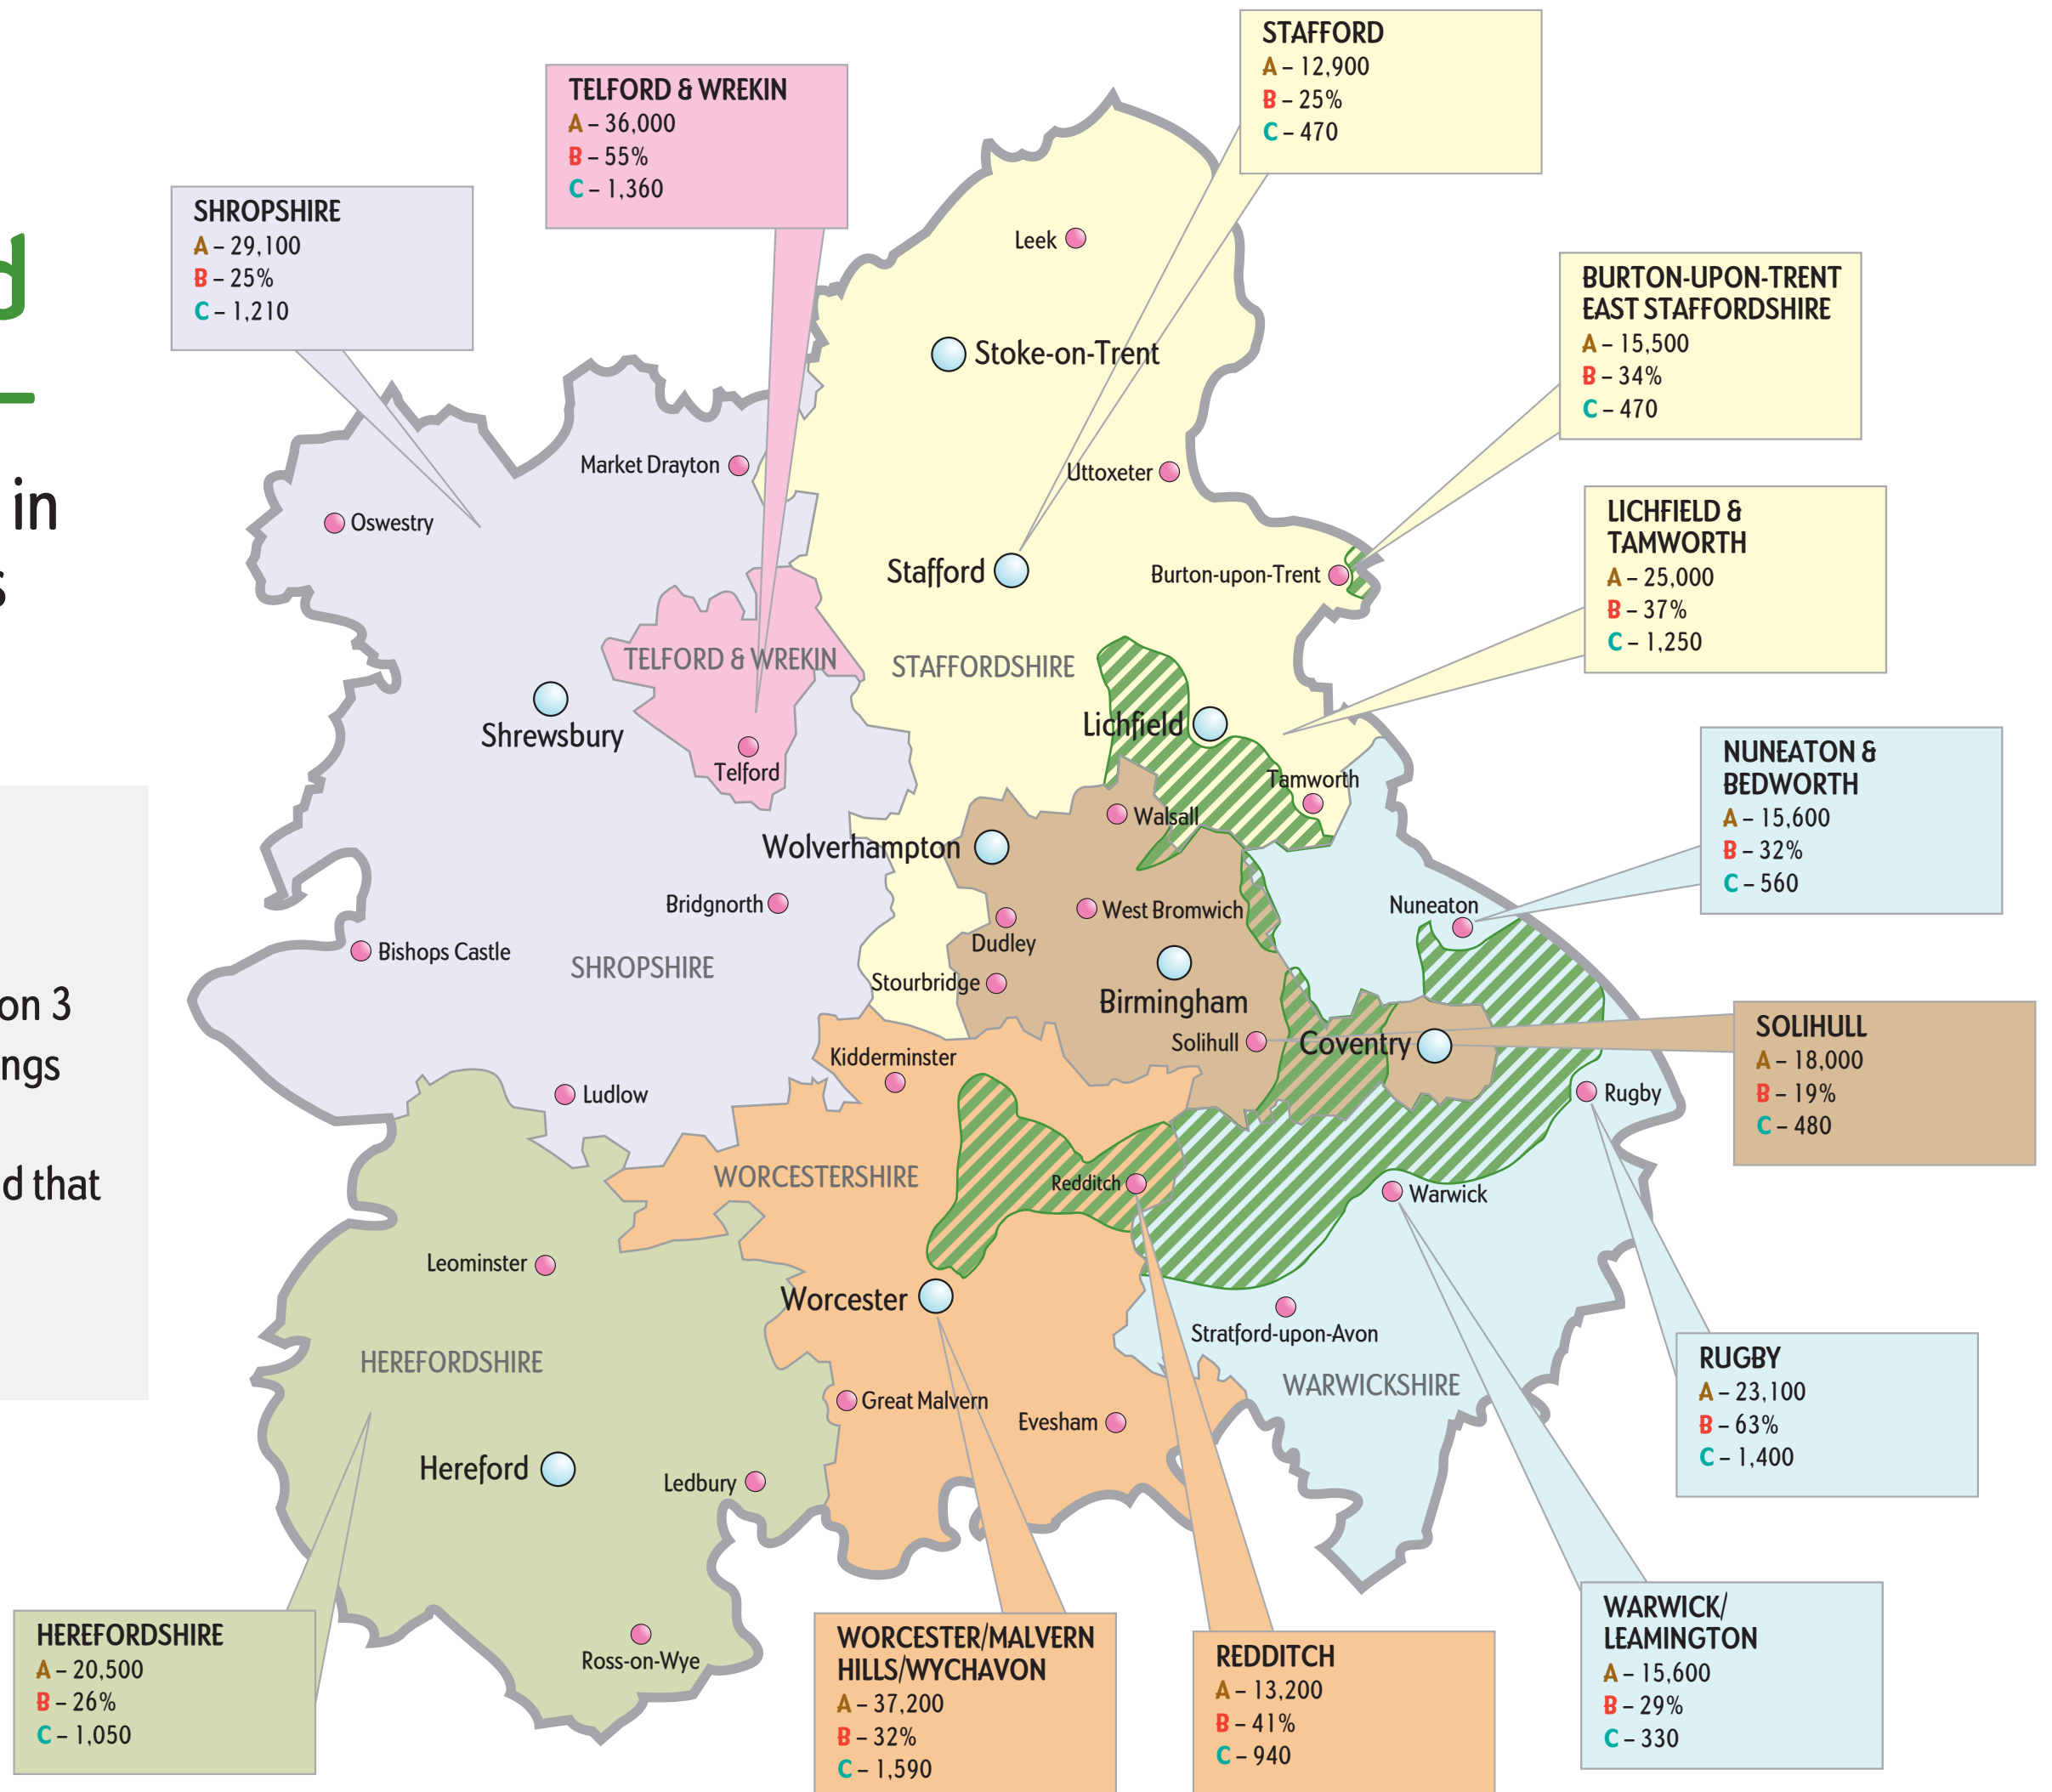 d
in
s
on 3
ngs
d that
STAFFORD
A – 12,900
B – 25%
C – 470
TELFORD & WREKIN
A – 36,000
B – 55%
C – 1,360
SHROPSHIRE
A – 29,100
B – 25%
C – 1,210
BURTON-UPON-TRENT
EAST STAFFORDSHIRE
A – 15,500
B – 34%
C – 470
LICHFIELD &
TAMWORTH
A – 25,000
B – 37%
C – 1,250
NUNEATON &
BEDWORTH
A – 15,600
B – 32%
C – 560
SOLIHULL
A – 18,000
B – 19%
C – 480
RUGBY
A – 23,100
B – 63%
C – 1,400
WARWICK/
LEAMINGTON
A – 15,600
B – 29%
C – 330
REDDITCH
A – 13,200
B – 41%
C – 940
WORCESTER/MALVERN
HILLS/WYCHAVON
A – 37,200
B – 32%
C – 1,590
HEREFORDSHIRE
A – 20,500
B – 26%
C – 1,050
Leek
Stoke-on-Trent
Market Drayton
Uttoxeter
Oswestry
Stafford
Burton-upon-Trent
TELFORD & WREKIN
STAFFORDSHIRE
Shrewsbury
Lichfield
Telford
Tamworth
Walsall
Wolverhampton
Bridgnorth
West Bromwich
Nuneaton
Dudley
Bishops Castle
SHROPSHIRE
Stourbridge
Birmingham
Solihull
Coventry
Kidderminster
Ludlow
Rugby
WORCESTERSHIRE
Redditch
Warwick
Leominster
Worcester
Stratford-upon-Avon
HEREFORDSHIRE
WARWICKSHIRE
Great Malvern
Evesham
Hereford
Ledbury
Ross-on-Wye